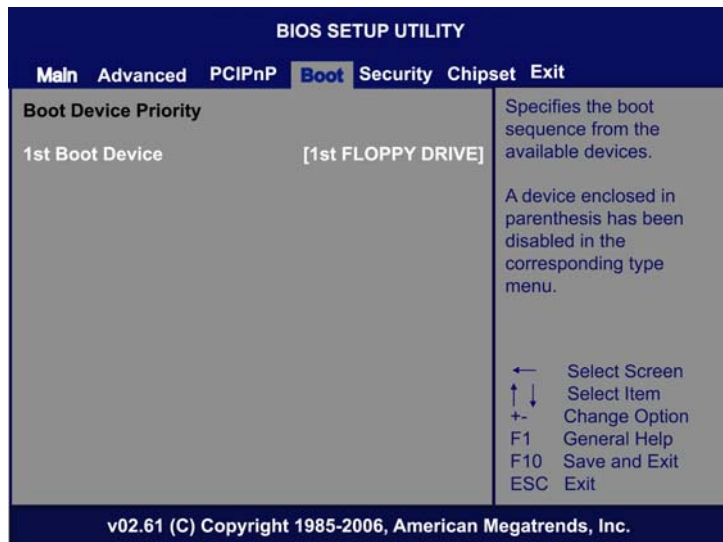 BIOS SETUP UTILITY
Main Advanced PCIPnP Boot Security Chipset Exit
Boot Device Priority
1st Boot Device [1st FLOPPY DRIVE]
Specifies the boot
sequence from the
available devices.
A device enclosed in
parenthesis has been
disabled in the
corresponding type
menu.
← Select Screen
↑↓ Select Item
+- Change Option
F1 General Help
F10 Save and Exit
ESC Exit
v02.61 (C) Copyright 1985-2006, American Megatrends, Inc.